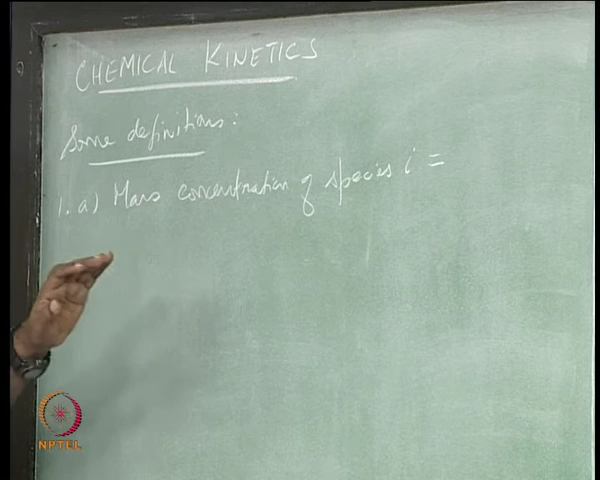 CHEMICAL KINETICS
Some definitions:
1. a) Mass concentration of species i =
NPTEL